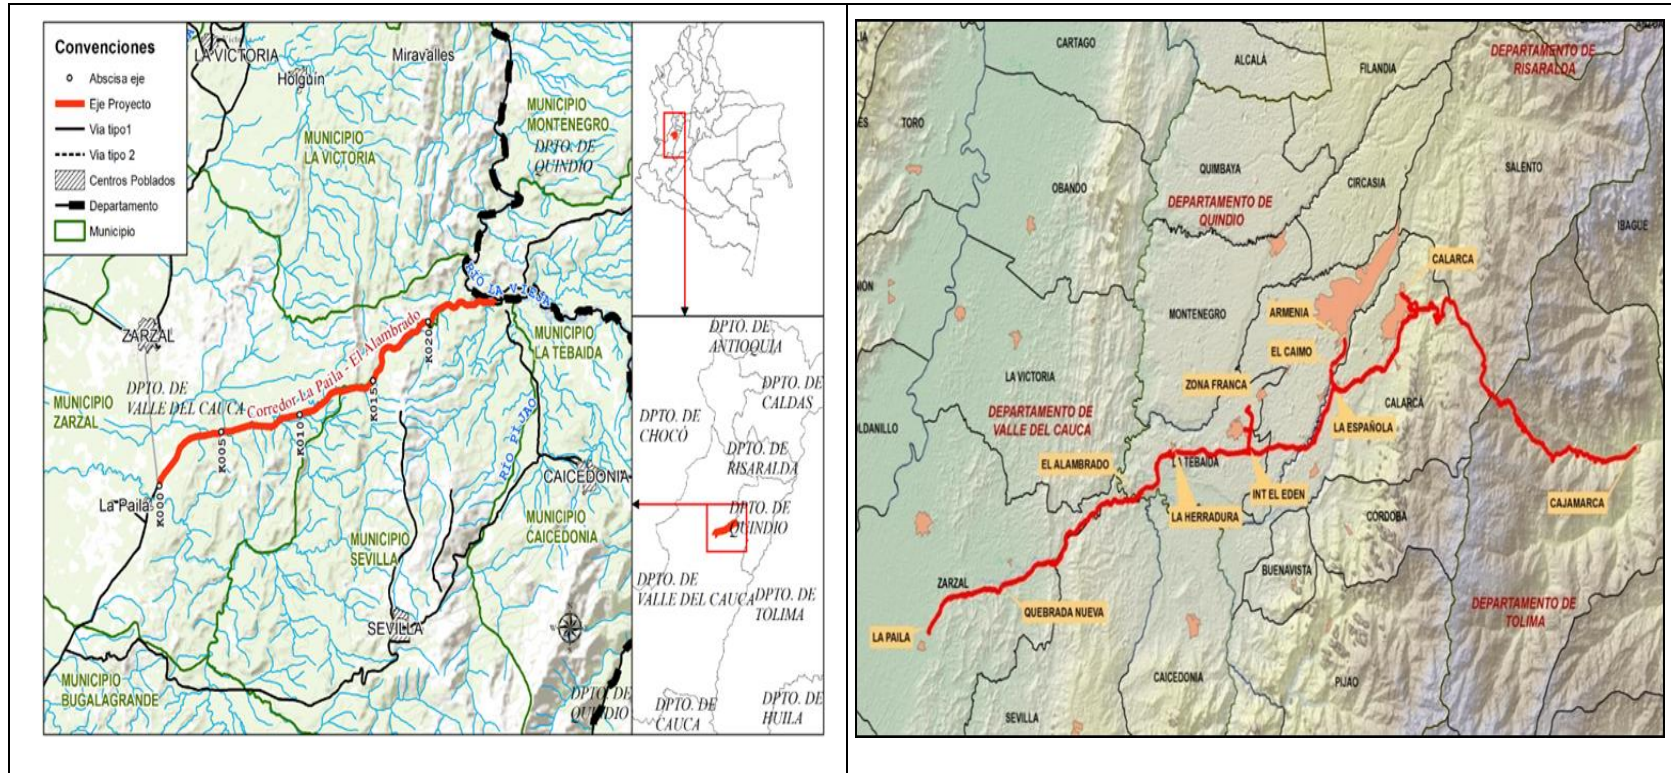 Convenciones
Abscisa eje
Eje Proyecto
Via tipo1
Via tipo 2
Centros Poblados
Departamento
Municipio
LA VICTORIA
Holguin
Miravalles
MUNICIPIO
MONTENEGRO
DPTO. DE
QUINDIO
MUNICIPIO
LA VICTORIA
RÍO LA VIEJA
ZARZAL
MUNICIPIO
LA TEBAIDA
Corredor La Paila - El Alambrado
K020
K015
K010
K005
K000
DPTO. DE
VALLE DEL CAUCA
MUNICIPIO
ZARZAL
La Paila
RÍO PIJAO
CAICEDONIA
MUNICIPIO
CAICEDONIA
MUNICIPIO
SEVILLA
SEVILLA
MUNICIPIO
BUGALAGRANDE
DPTO. DE
QUINDIO
DPTO. DE
ANTIOQUIA
DPTO. DE
CALDAS
DPTO. DE
CHOCÓ
DPTO. DE
RISARALDA
DPTO. DE
QUINDIO
DPTO. DE
VALLE DEL CAUCA
DPTO. DE
TOLIMA
DPTO. DE
CAUCA
DPTO. DE
HUILA
CARTAGO
ALCALÁ
FILANDIA
DEPARTAMENTO DE
RISARALDA
TORO
QUIMBAYA
SALENTO
OBANDO
CIRCASIA
DEPARTAMENTO DE
QUINDIO
IBAGUE
CALARCA
MONTENEGRO
ARMENIA
EL CAIMO
LA VICTORIA
ZONA FRANCA
CALARCA
DEPARTAMENTO DE
VALLE DEL CAUCA
LA ESPAÑOLA
EL ALAMBRADO
LA TEBAIDA
INT EL EDEN
LA HERRADURA
CORDOBA
CAJAMARCA
BUENAVISTA
ZARZAL
QUEBRADA NUEVA
DEPARTAMENTO DE
TOLIMA
LA PAILA
CAICEDONIA
PIJAO
SEVILLA